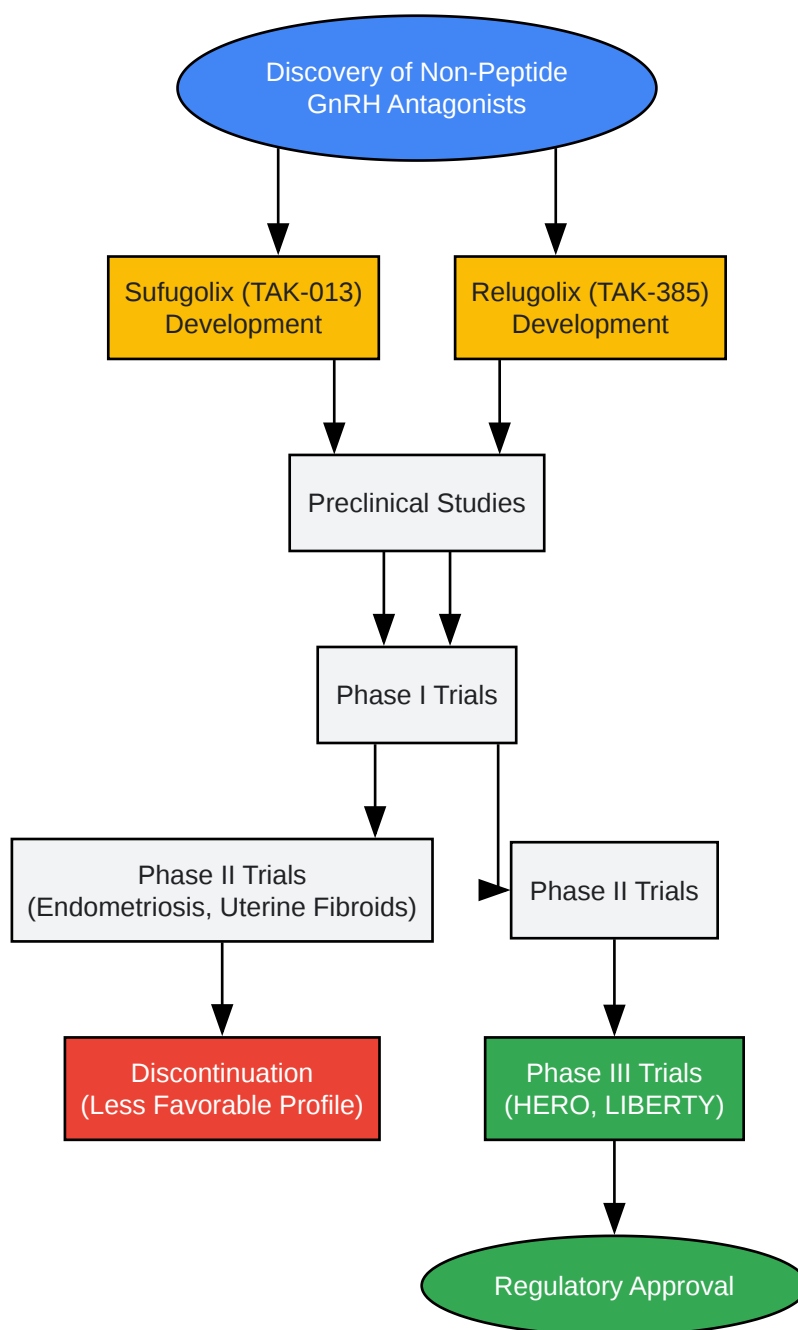 Discovery of Non-Peptide
GnRH Antagonists
Sufugolix (TAK-013)
Development
Relugolix (TAK-385)
Development
Preclinical Studies
Phase I Trials
Phase II Trials
(Endometriosis, Uterine Fibroids)
Phase II Trials
Discontinuation
(Less Favorable Profile)
Phase III Trials
(HERO, LIBERTY)
Regulatory Approval